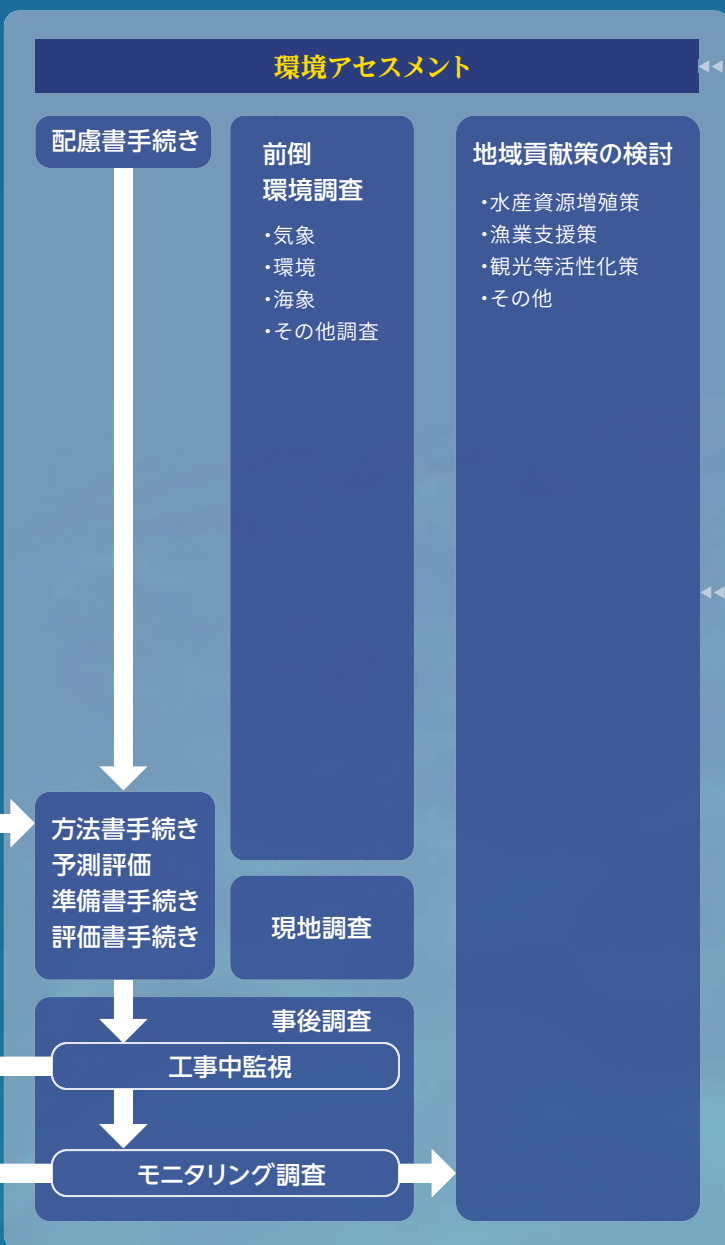 環境アセスメント
配慮書手続き
前倒
環境調査
・気象
・環境
・海象
・その他調査
地域貢献策の検討
・水産資源増殖策
・漁業支援策
・観光等活性化策
・その他
方法書手続き
予測評価
準備書手続き
評価書手続き
現地調査
事後調査
工事中監視
モニタリング調査